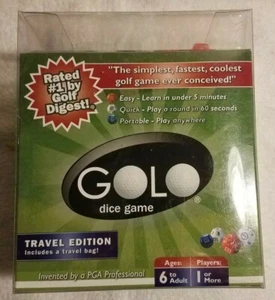 Rated
#1 by
Golf
Digest!
"The simplest, fastest, coolest
golf game ever conceived!"
Easy - Learn in under 5 minutes
Quick - Play a round in 60 seconds
Portable - Play anywhere
GOLO®
dice game
TRAVEL EDITION
Includes a travel bag!
Invented by a PGA Professional
Ages:
6 to
Adult
Players:
1 or
More